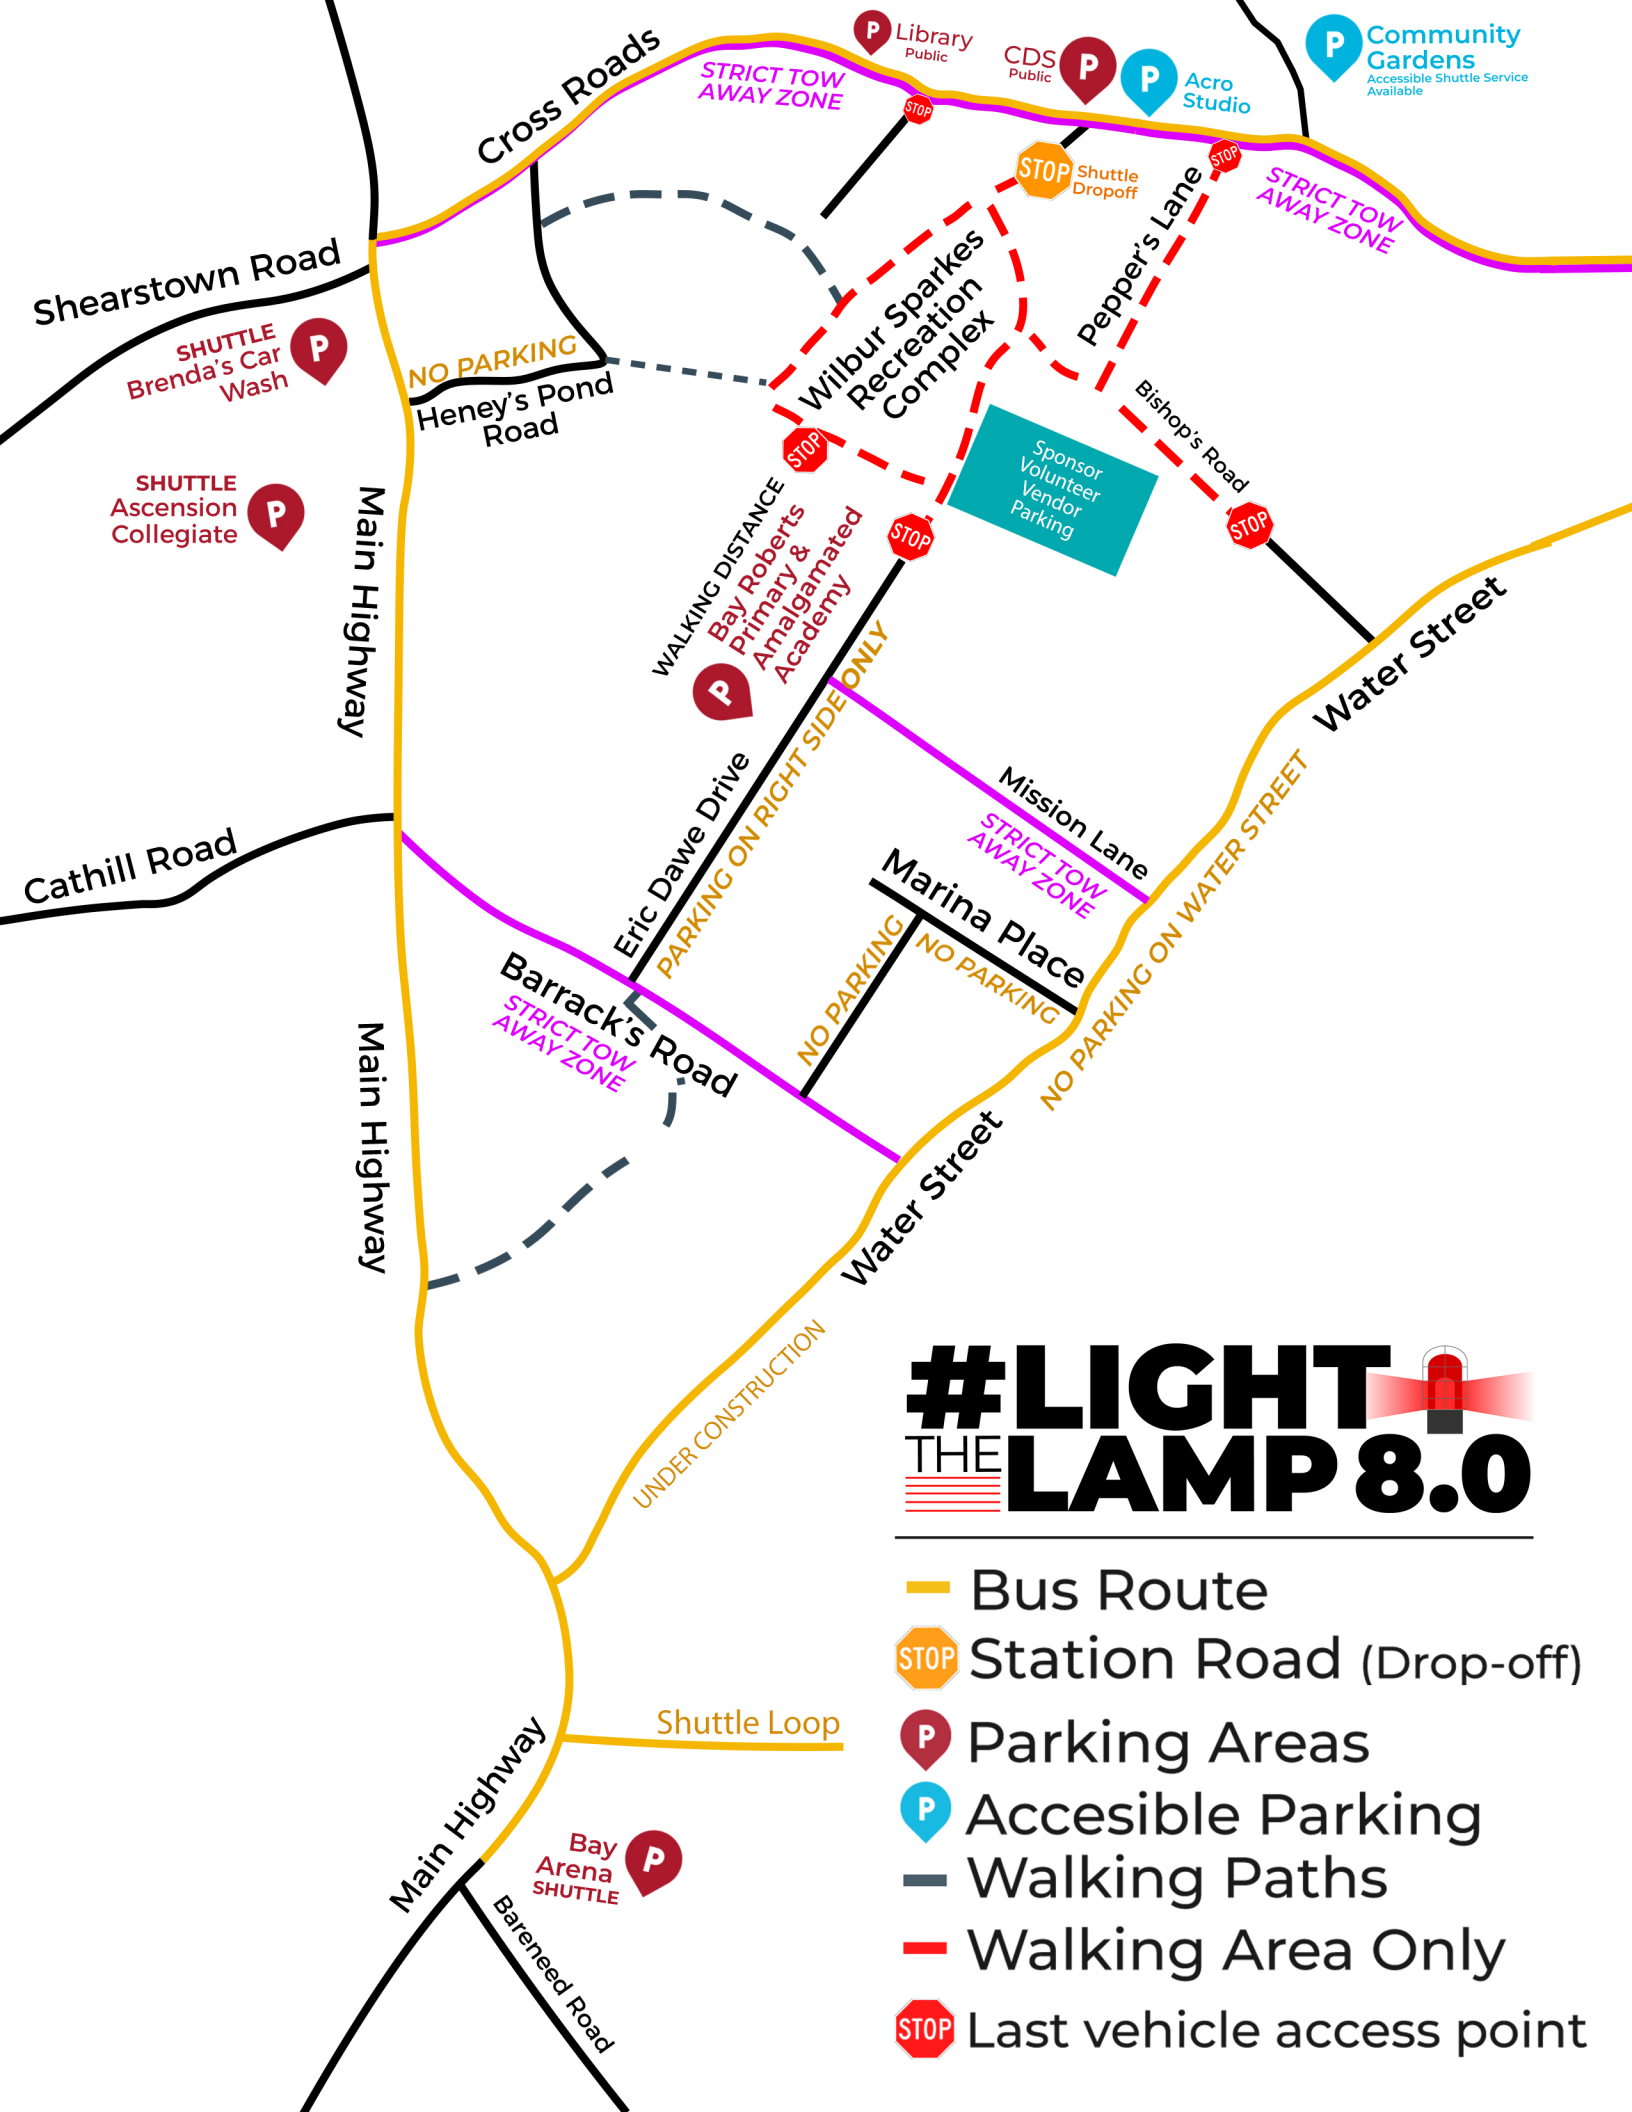 Library
Public
CDS
Public
P
P
P
P
Acro
Studio
Community
Gardens
Accessible Shuttle Service
Available
Cross Roads
STRICT TOW
AWAY ZONE
STOP
STOP
Shuttle
Dropoff
STOP
STRICT TOW
AWAY ZONE
Pepper's Lane
Shearstown Road
SHUTTLE
Brenda's Car
Wash
P
NO PARKING
Heney's Pond
Road
Wilbur Sparkes
Recreation
Complex
Bishop's Road
STOP
Sponsor
Volunteer
Vendor
Parking
STOP
STOP
SHUTTLE
Ascension
Collegiate
P
Main Highway
WALKING DISTANCE
Bay Roberts
Primary &
Amalgamated
Academy
P
Water Street
Eric Dawe Drive
PARKING ON RIGHT SIDE ONLY
Mission Lane
STRICT TOW
AWAY ZONE
Cathill Road
Marina Place
NO PARKING
NO PARKING
NO PARKING ON WATER STREET
Barrack's Road
STRICT TOW
AWAY ZONE
Main Highway
Water Street
UNDER CONSTRUCTION
#LIGHT
THE LAMP 8.0
Bus Route
STOP Station Road (Drop-off)
P Parking Areas
P Accesible Parking
Walking Paths
Walking Area Only
STOP Last vehicle access point
Shuttle Loop
Main Highway
Bay
Arena
SHUTTLE
P
Bareneed Road